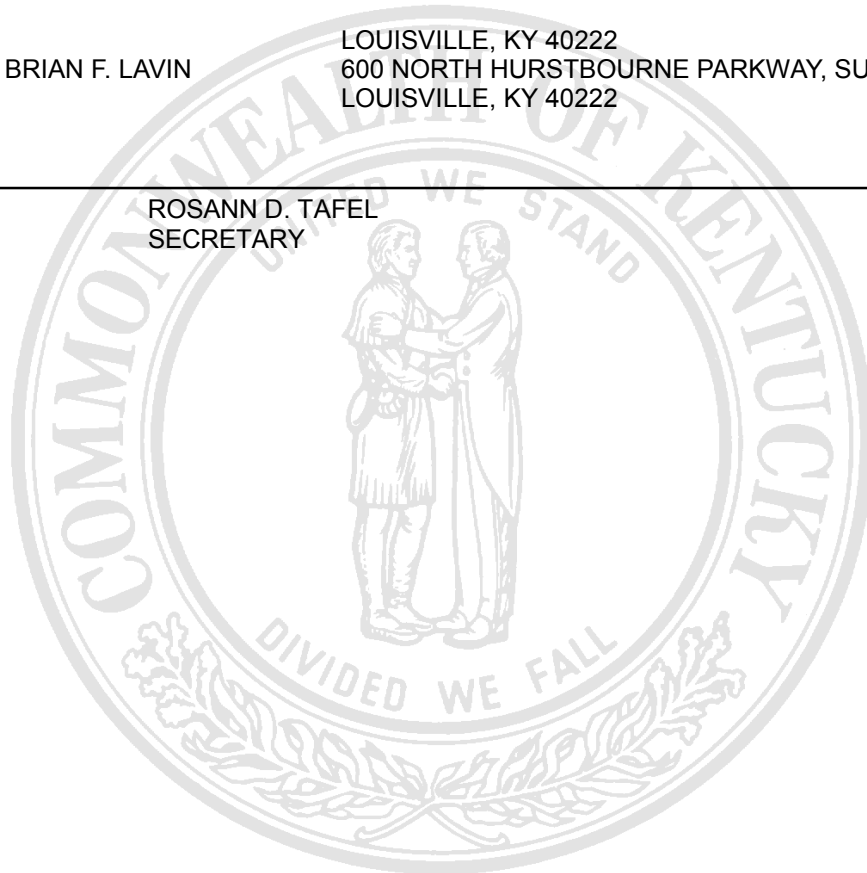 LOUISVILLE, KY 40222
BRIAN F. LAVIN 600 NORTH HURSTBOURNE PARKWAY, SU
LOUISVILLE, KY 40222
ROSANN D. TAFEL
SECRETARY
COMMONWEALTH OF KENTUCKY
UNITED WE STAND
DIVIDED WE FALL